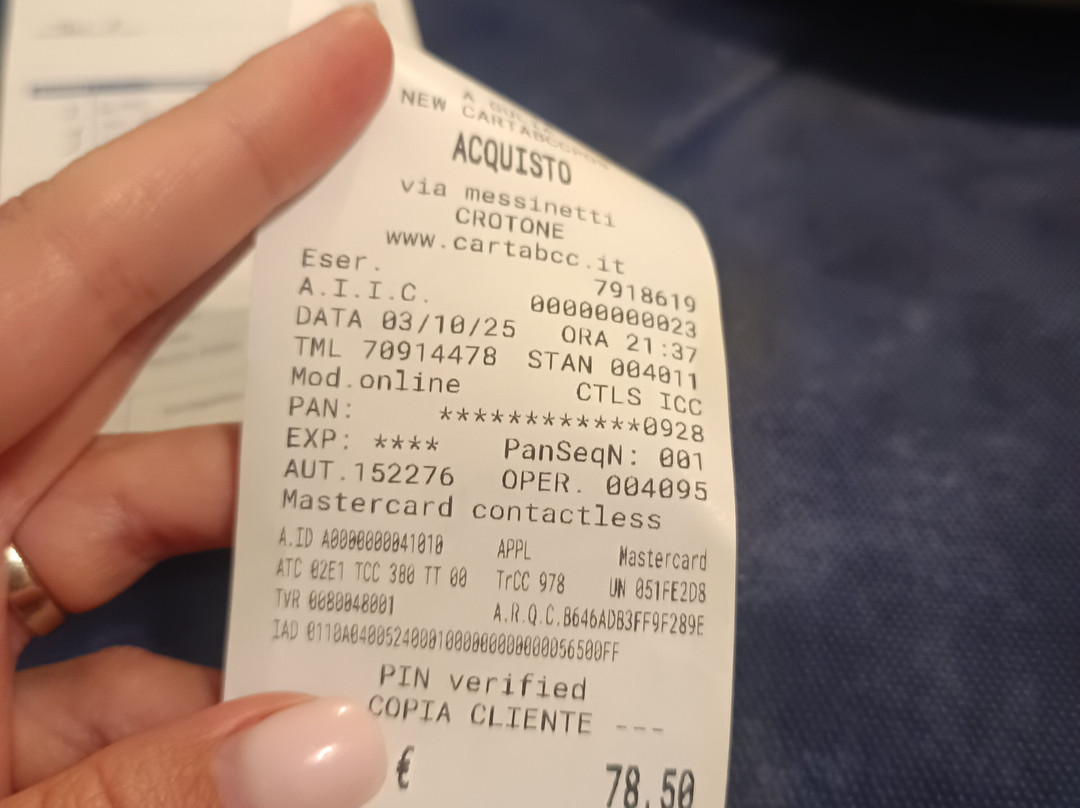 NEW CARTABCCPOS
ACQUISTO
via messinetti
CROTONE
www.cartabcc.it
Eser. 7918619
A.I.I.C. 00000000023
DATA 03/10/25 ORA 21:37
TML 70914478 STAN 004011
Mod.online CTLS ICC
PAN: ************0928
EXP: **** PanSeqN: 001
AUT.152276 OPER. 004095
Mastercard contactless
A.ID A0000000041010 APPL Mastercard
ATC 02E1 TCC 380 TT 00 TrCC 978 UN 051FE2D8
TVR 0080048001 A.R.Q.C.B646ADB3FF9F289E
PIN verified
COPIA CLIENTE ---
€ 78,50